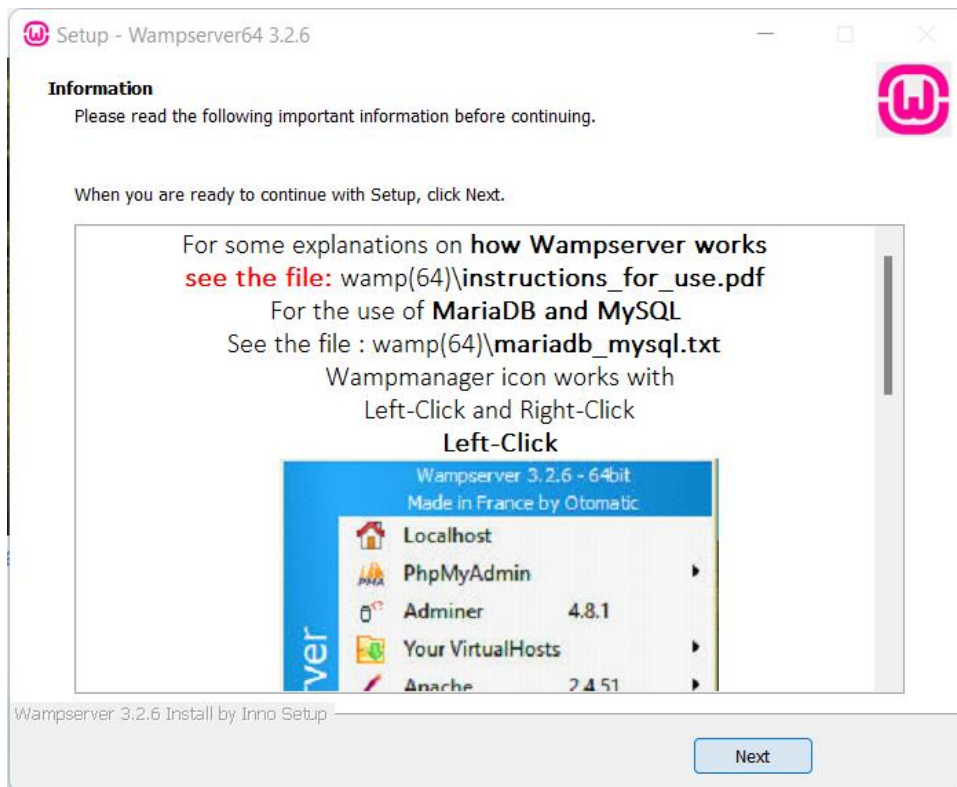 Setup - Wampserver64 3.2.6
Information
Please read the following important information before continuing.
When you are ready to continue with Setup, click Next.
For some explanations on how Wampserver works
see the file: wamp(64)\instructions_for_use.pdf
For the use of MariaDB and MySQL
See the file : wamp(64)\mariadb_mysql.txt
Wampmanager icon works with
Left-Click and Right-Click
Left-Click
Wampserver 3.2.6 - 64bit
Made in France by Otomatic
Localhost
PMA PhpMyAdmin
Adminer 4.8.1
Your VirtualHosts
Apache 2.4.51
rver
Wampserver 3.2.6 Install by Inno Setup
Next